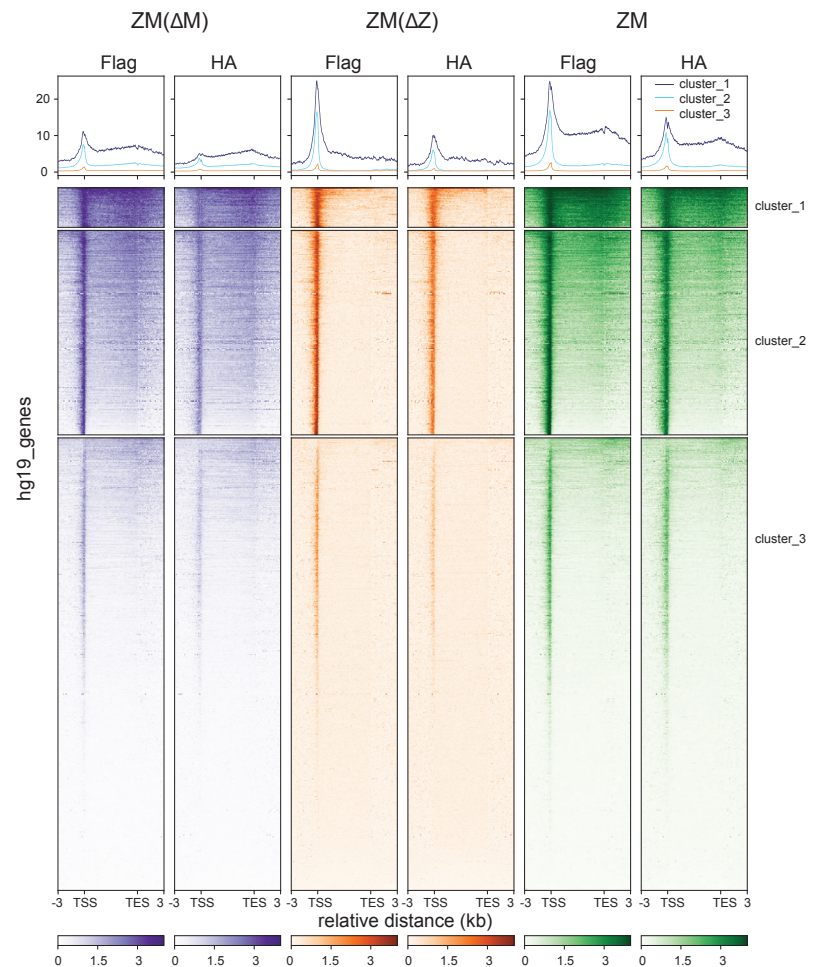 ZM(ΔM) ZM(ΔZ) ZM
Flag HA Flag HA Flag HA
20
10
0
cluster_1
cluster_2
cluster_3
cluster_1
cluster_2
cluster_3
hg19_genes
-3 TSS TES 3 -3 TSS TES 3 -3 TSS TES 3 -3 TSS TES 3 -3 TSS TES 3 -3 TSS TES 3
relative distance (kb)
0 1.5 3 0 1.5 3 0 1.5 3 0 1.5 3 0 1.5 3 0 1.5 3